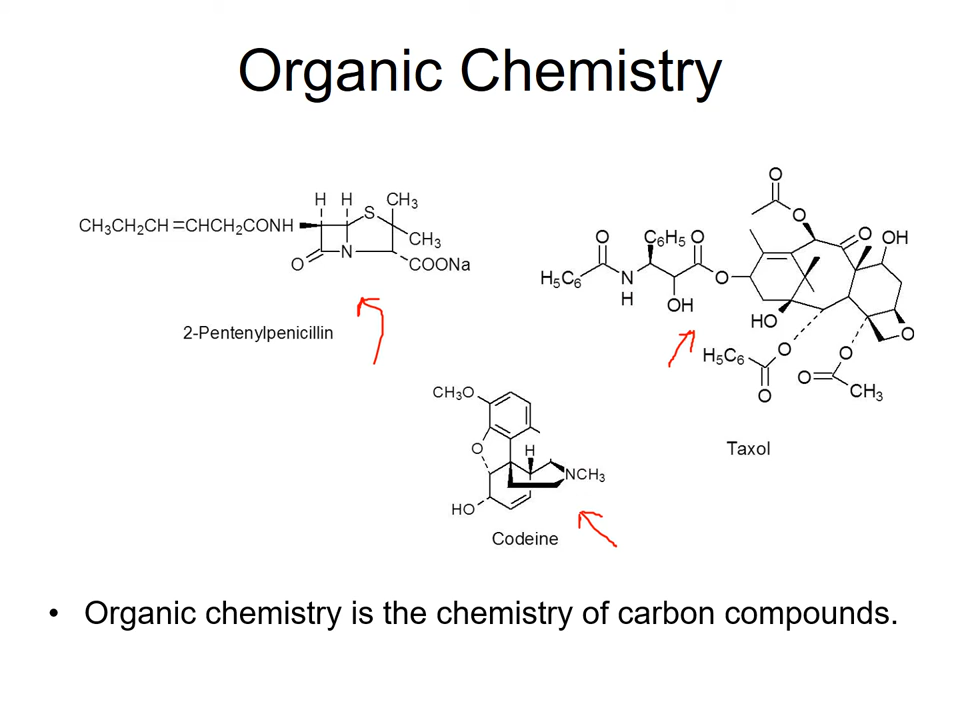 Organic Chemistry
H H CH₃
CH₃CH₂CH=CHCH₂CONH S
CH₃
O N COONa
2-Pentenylpenicillin
O
O
O C₆H₅ O O OH
H₅C₆ N O
H OH
HO O
H₅C₆ O O
O O CH₃
Taxol
CH₃O
O H
NCH₃
HO
Codeine
• Organic chemistry is the chemistry of carbon compounds.